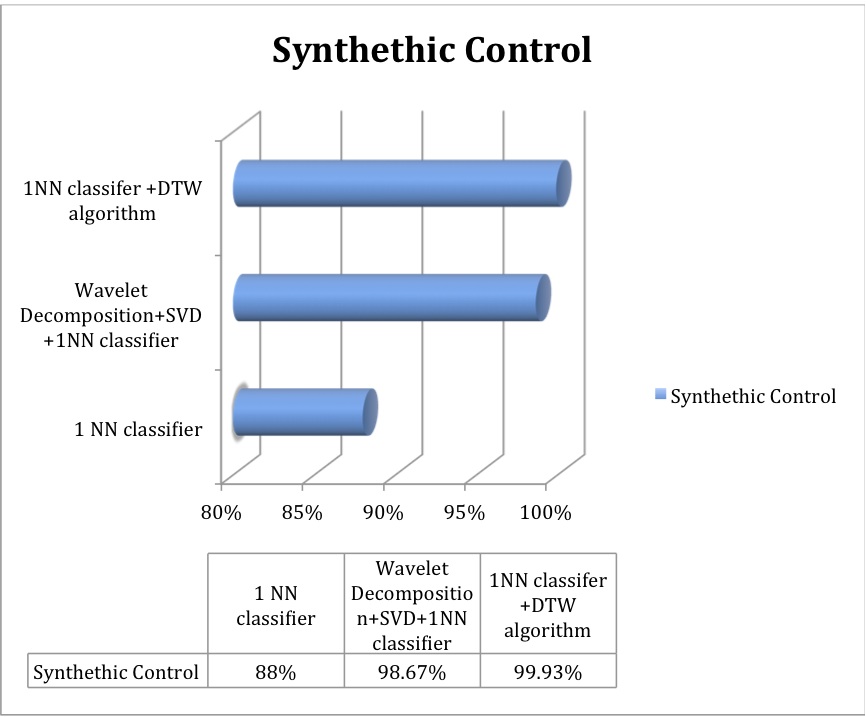 Synthethic Control
1NN classifer +DTW
algorithm
Wavelet
Decomposition+SVD
+1NN classifier
1 NN classifier
Synthethic Control
80% 85% 90% 95% 100%
1 NN
classifier
Wavelet
Decompositio
n+SVD+1NN
classifier
1NN classifer
+DTW
algorithm
Synthethic Control 88% 98.67% 99.93%